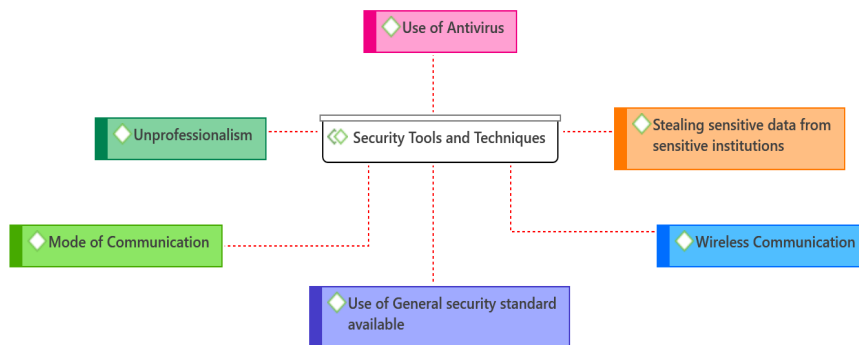 Use of Antivirus
Unprofessionalism
Security Tools and Techniques
Stealing sensitive data from
sensitive institutions
Mode of Communication
Wireless Communication
Use of General security standard
available